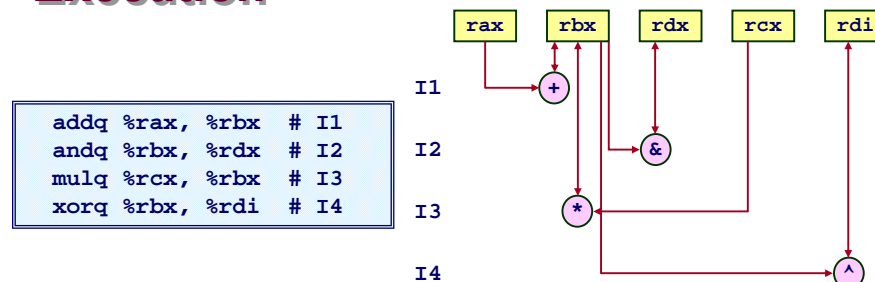 Execution
rax rbx rdx rcx rdi
I1 +
addq %rax, %rbx # I1
andq %rbx, %rdx # I2
mulq %rcx, %rbx # I3
xorq %rbx, %rdi # I4
I2 &
I3 *
I4 ^